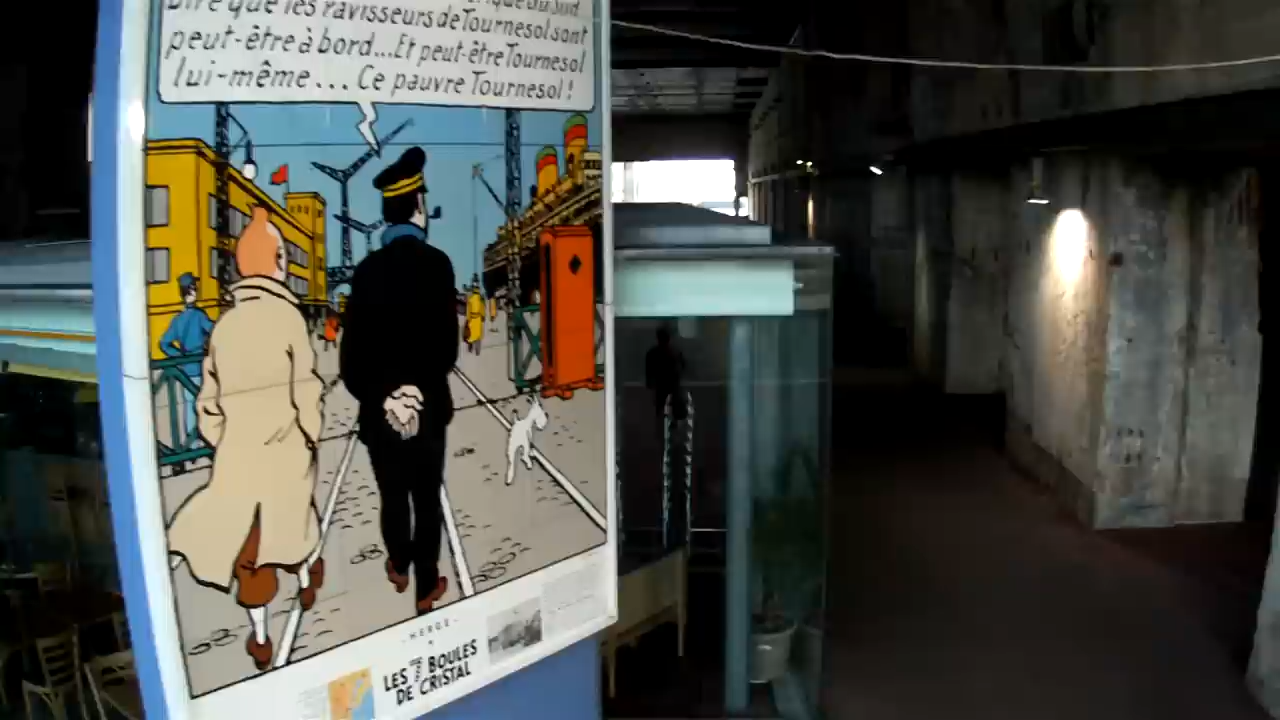 Dire que les ravisseurs de Tournesol sont
peut-être à bord... Et peut-être Tournesol
lui-même... Ce pauvre Tournesol!
- HERGÉ -
LES 7 BOULES
DE CRISTAL